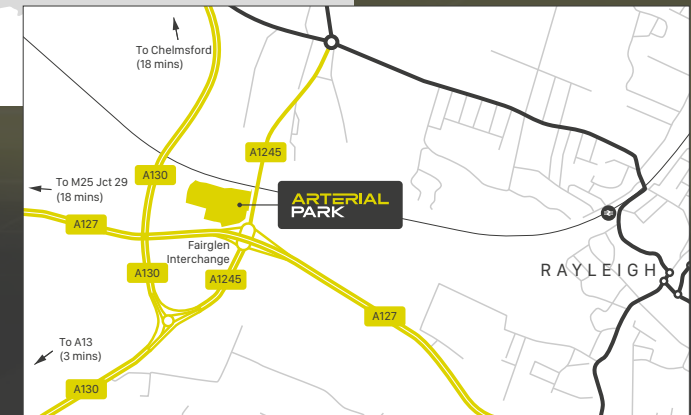 To Chelmsford
(18 mins)
A1245
A130
To M25 Jct 29
(18 mins)
ARTERIAL
PARK
A127
Fairglen
Interchange
RAYLEIGH
A130
A1245
A127
To A13
(3 mins)
A130